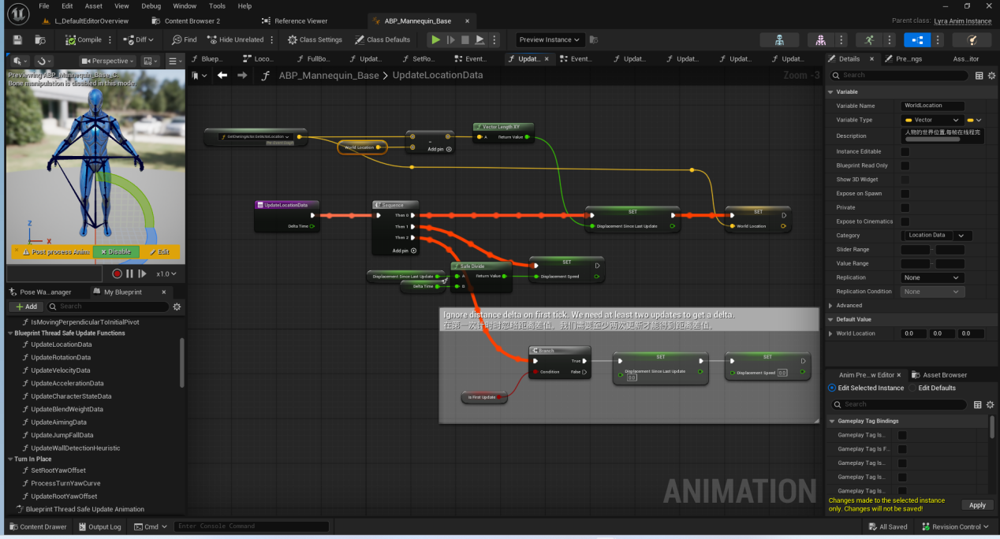 File Edit Asset View Debug Window Tools Help
L_DefaultEditorOverview
Content Browser 2
Reference Viewer
ABP_Mannequin_Base
Parent class: Lyra Anim Instance
Compile
Diff
Find
Hide Unrelated
Class Settings
Class Defaults
Preview Instance
Perspective
Previewing ABP_Mannequin_Base_C.
Bone manipulation is disabled in this mode.
Z
X
Post process Anim:
Disable
Edit
x1.0
Pose Wa...anager
My Blueprint
Add
Search
IsMovingPerpendicularToInitialPivot
Blueprint Thread Safe Update Functions
UpdateLocationData
UpdateRotationData
UpdateVelocityData
UpdateAccelerationData
UpdateCharacterStateData
UpdateBlendWeightData
UpdateAimingData
UpdateJumpFallData
UpdateWallDetectionHeuristic
Turn In Place
SetRootYawOffset
ProcessTurnYawCurve
UpdateRootYawOffset
Blueprint Thread Safe Update Animation
Bluep...
Loco...
FullBo...
Updat...
SetRo...
Event...
Updat...
Event...
Updat...
Updat...
Updat...
Updat...
ABP_Mannequin_Base > UpdateLocationData
Zoom -3
GetOwningActor.GetActorLocation
World Location
Add pin
Vector Length XY
A
Return Value
UpdateLocationData
Delta Time
Sequence
Then 0
Then 1
Then 2
Add pin
SET
Displacement Since Last Update
SET
World Location
Displacement Since Last Update
Delta Time
Safe Divide
A
Return Value
B
SET
Displacement Speed
Ignore distance delta on first tick. We need at least two updates to get a delta.
在第一次计时时忽略距离差值。我们需要至少两次更新才能得到距离差值。
Branch
True
Condition
False
Is First Update
SET
Displacement Since Last Update
0.0
SET
Displacement Speed 0.0
ANIMATION
Details
Pre...ngs
Ass...itor
Search
Variable
Variable Name WorldLocation
Variable Type Vector
Description 人物的世界位置,每帧在线程完
Instance Editable
Blueprint Read Only
Show 3D Widget
Expose on Spawn
Private
Expose to Cinematics
Category Location Data
Slider Range
Value Range
Replication None
Replication Condition None
Advanced
Default Value
World Location 0.0 0.0 0.0
Anim Pre...w Editor
Asset Browser
Edit Selected Instance
Edit Defaults
Search
Gameplay Tag Bindings
Gameplay Tag Is...
Gameplay Tag Is F...
Gameplay Tag Is...
Gameplay Tag Is...
Gameplay Tag Is...
Changes made to the selected instance
only. Changes will not be saved!
Apply
Content Drawer
Output Log
Cmd
Enter Console Command
All Saved
Revision Control